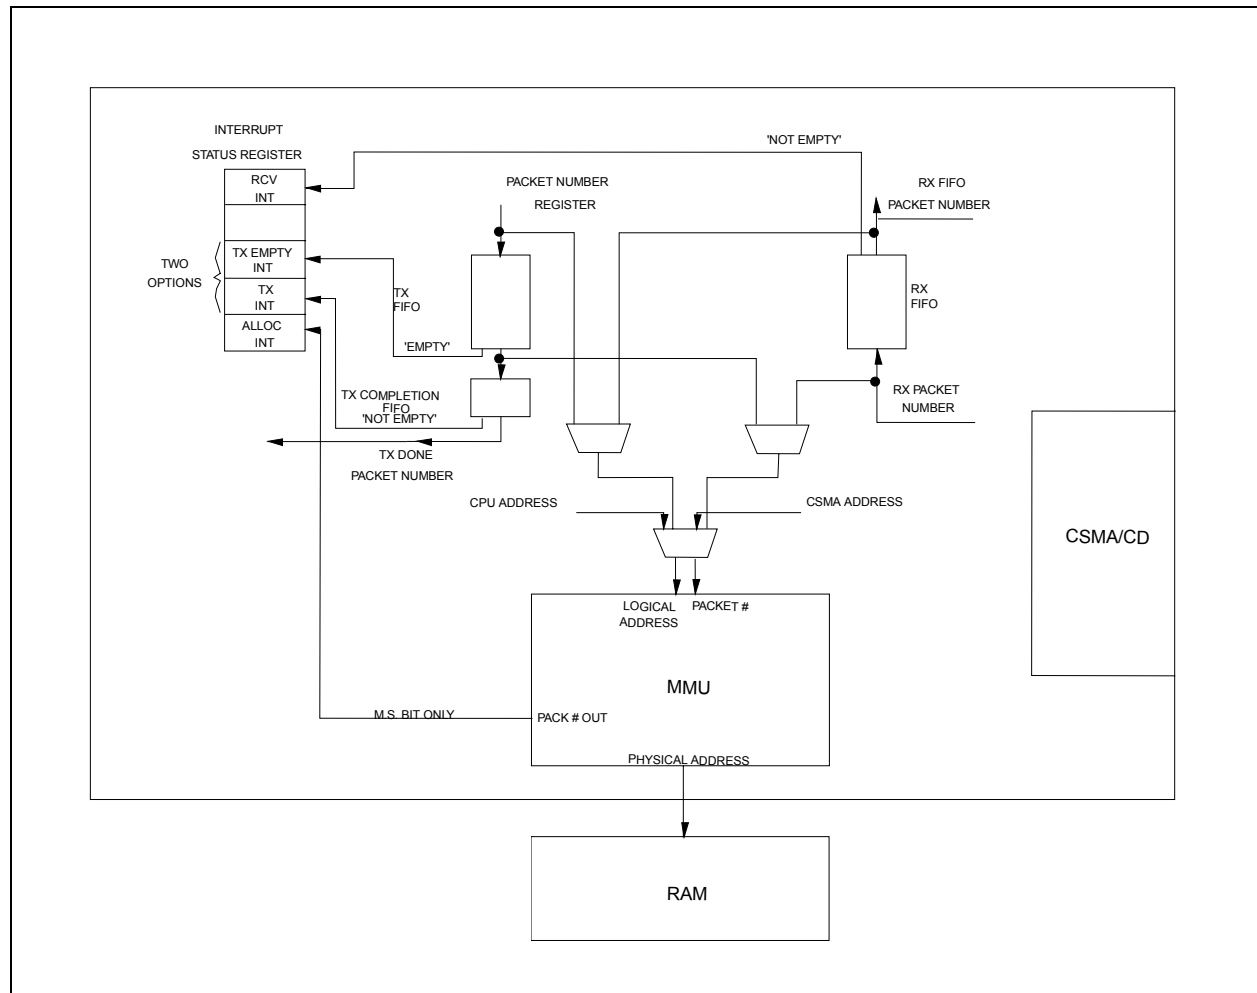 INTERRUPT
STATUS REGISTER
RCV
INT
TX EMPTY
INT
TX
INT
ALLOC
INT
TWO
OPTIONS
'NOT EMPTY'
PACKET NUMBER
REGISTER
RX FIFO
PACKET NUMBER
TX
FIFO
RX
FIFO
'EMPTY'
TX COMPLETION
FIFO
'NOT EMPTY'
RX PACKET
NUMBER
TX DONE
PACKET NUMBER
CPU ADDRESS
CSMA ADDRESS
CSMA/CD
LOGICAL
ADDRESS
PACKET #
MMU
M.S. BIT ONLY
PACK # OUT
PHYSICAL ADDRESS
RAM